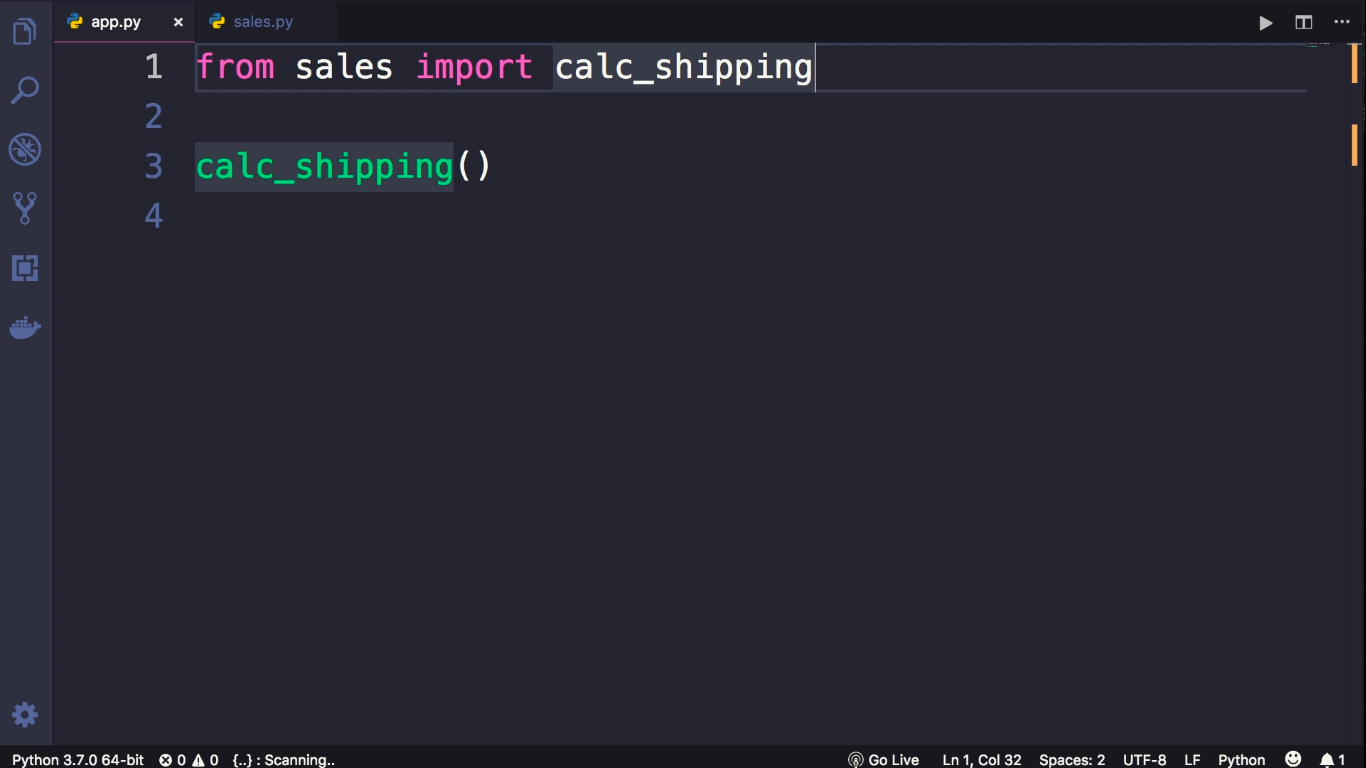 app.py × sales.py
1 from sales import calc_shipping
2
3 calc_shipping()
4
Python 3.7.0 64-bit 0 0 {..} : Scanning.. Go Live Ln 1, Col 32 Spaces: 2 UTF-8 LF Python 1